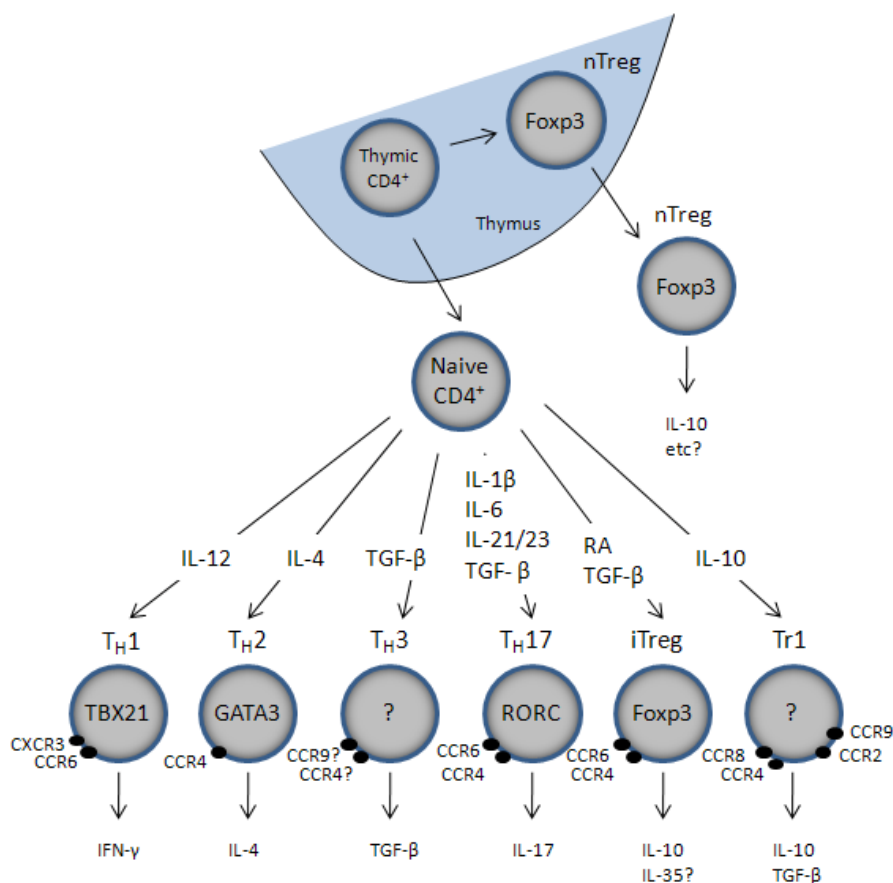 nTreg
Foxp3
Thymic
CD4⁺
Thymus
nTreg
Foxp3
Naive
CD4⁺
IL-10
etc?
IL-12
IL-4
TGF-β
IL-1β
IL-6
IL-21/23
TGF- β
RA
TGF-β
IL-10
TH1
TH2
TH3
TH17
iTreg
Tr1
TBX21
GATA3
?
RORC
Foxp3
?
CXCR3
CCR6
CCR4
CCR9?
CCR4?
CCR6
CCR4
CCR6
CCR4
CCR8
CCR4
CCR9
CCR2
IFN-γ
IL-4
TGF-β
IL-17
IL-10
IL-35?
IL-10
TGF-β